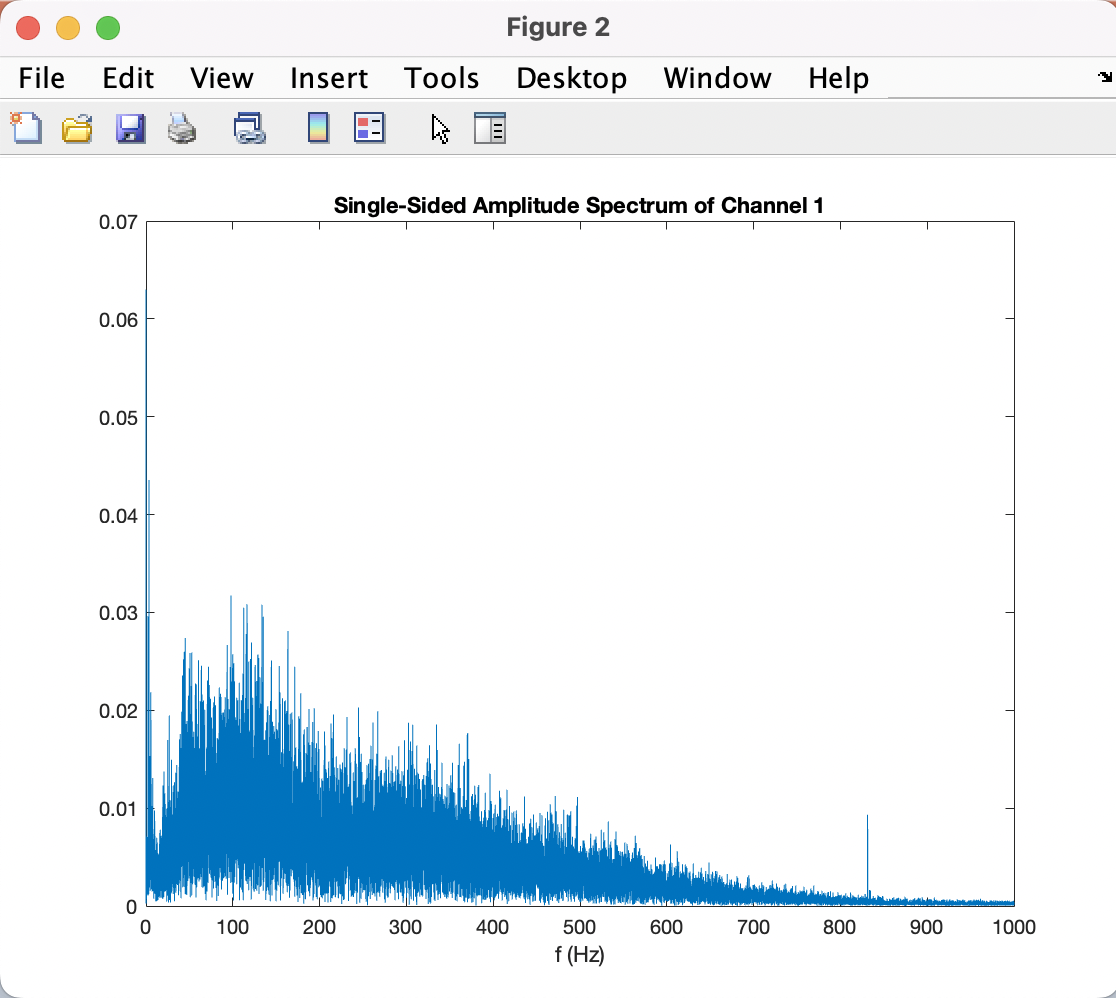 Figure 2
File Edit View Insert Tools Desktop Window Help
Single-Sided Amplitude Spectrum of Channel 1
0.07
0.06
0.05
0.04
0.03
0.02
0.01
0
0 100 200 300 400 500 600 700 800 900 1000
f (Hz)